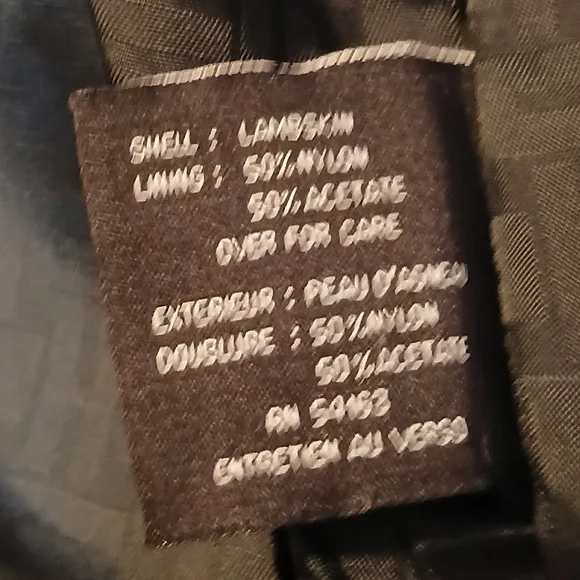 SHELL : LAMBSKIN
LINING : 50% NYLON
50% ACETATE
OVER FOR CARE
EXTERIEUR : PEAU D'AGNEAU
DOUBLURE : 50% NYLON
50% ACETATE
RN 54163
ENTRETIEN AU VERSO